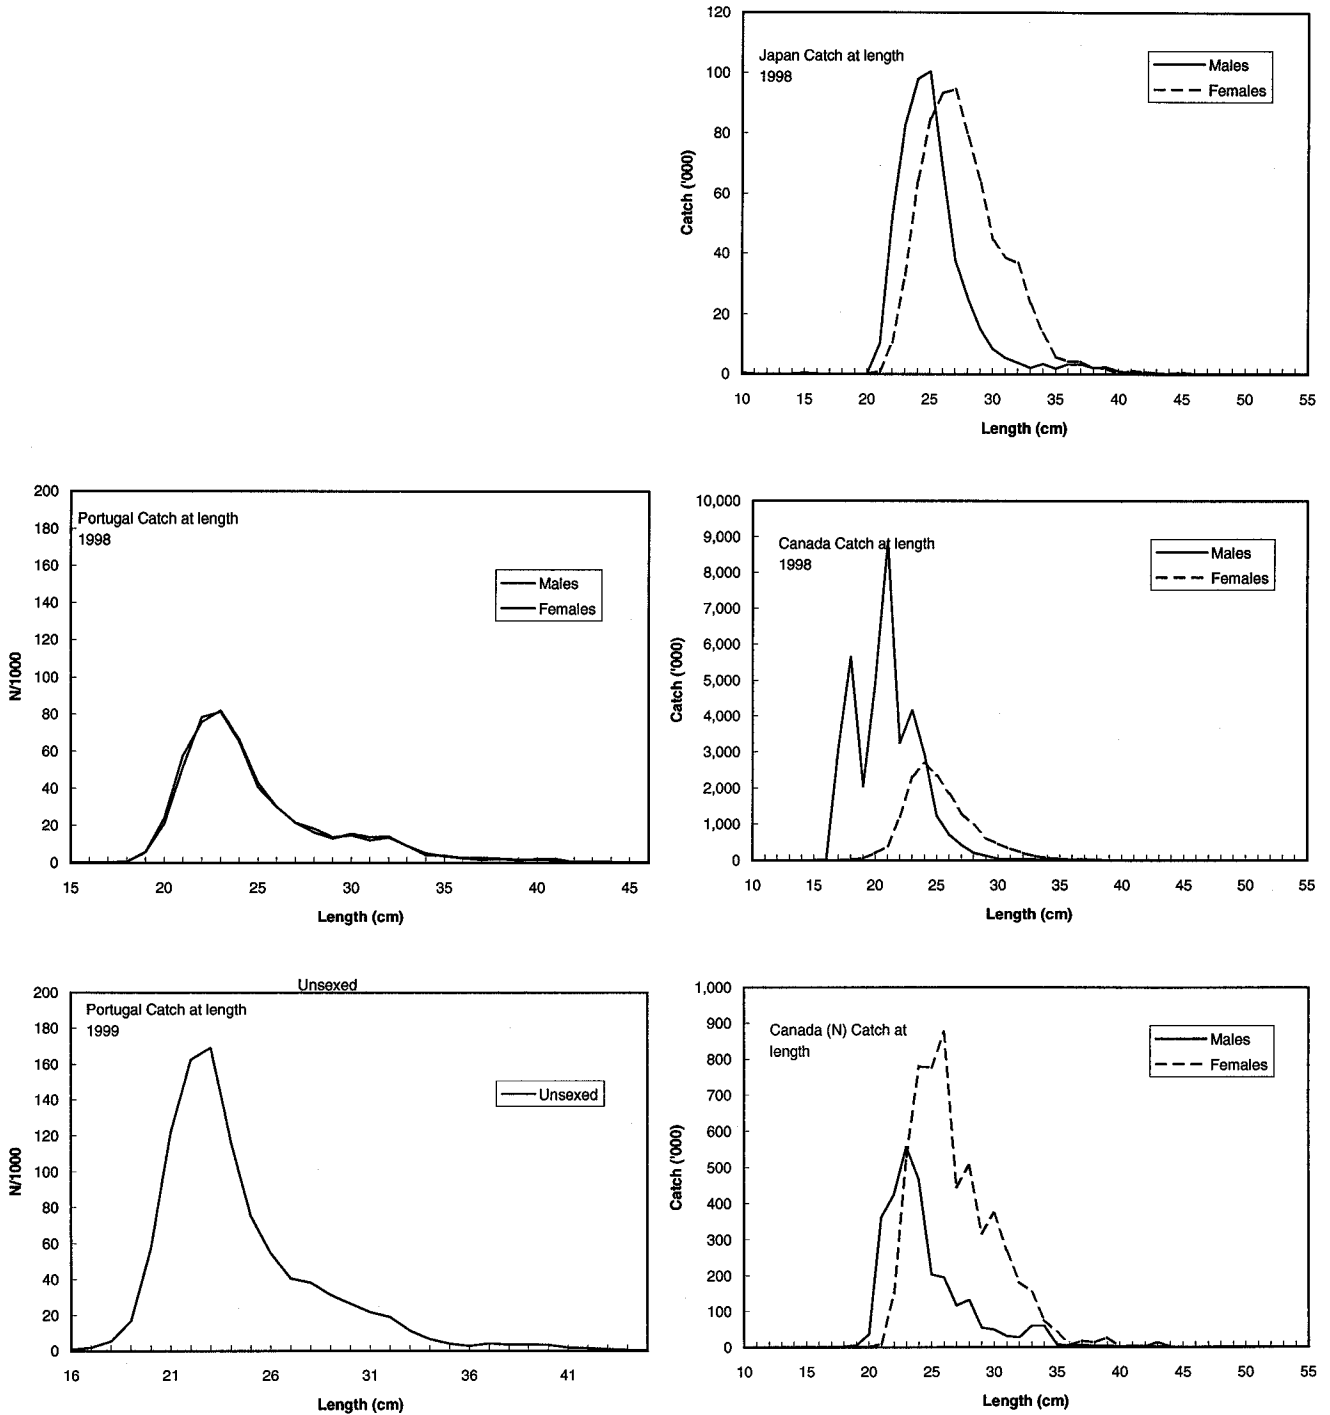 Japan Catch at length
1998
Males
Females
120
100
80
60
40
20
0
Catch ('000)
10 15 20 25 30 35 40 45 50 55
Length (cm)
Portugal Catch at length
1998
Males
Females
200
180
160
140
120
100
80
60
40
20
0
N/1000
15 20 25 30 35 40 45
Length (cm)
Canada Catch at length
1998
Males
Females
10,000
9,000
8,000
7,000
6,000
5,000
4,000
3,000
2,000
1,000
0
Catch ('000)
10 15 20 25 30 35 40 45 50 55
Length (cm)
Unsexed
Portugal Catch at length
1999
Unsexed
200
180
160
140
120
100
80
60
40
20
0
N/1000
16 21 26 31 36 41
Length (cm)
Canada (N) Catch at
length
Males
Females
1,000
900
800
700
600
500
400
300
200
100
0
Catch ('000)
10 15 20 25 30 35 40 45 50 55
Length (cm)